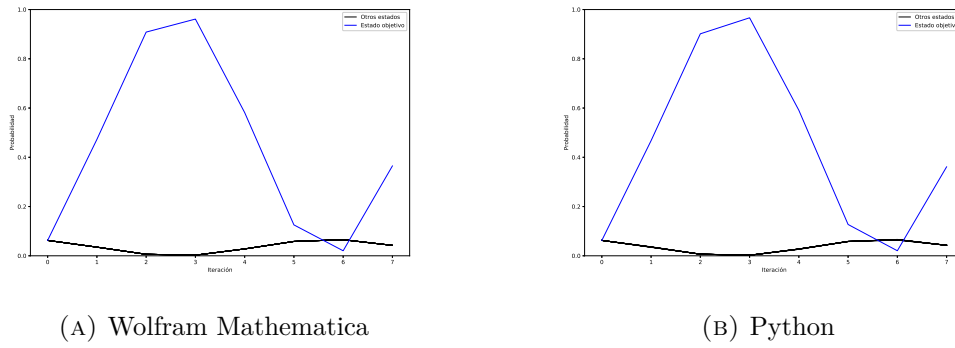 Otros estados
Estado objetivo
1.0
0.8
0.6
0.4
0.2
0.0
Probabilidad
0 1 2 3 4 5 6 7
Iteración
(A) Wolfram Mathematica
Otros estados
Estado objetivo
1.0
0.8
0.6
0.4
0.2
0.0
Probabilidad
0 1 2 3 4 5 6 7
Iteración
(B) Python